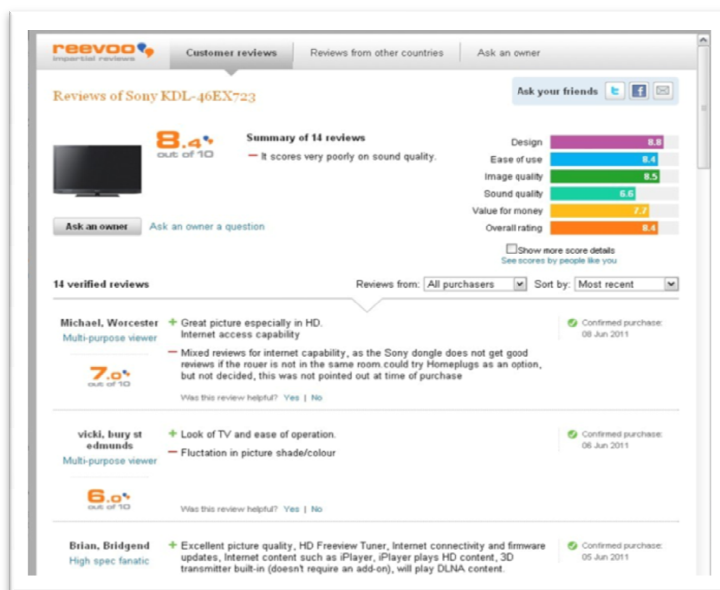 reevoo
impartial reviews
Customer reviews
Reviews from other countries
Ask an owner
Reviews of Sony KDL-46EX723
Ask your friends
8.4
out of 10
Summary of 14 reviews
– It scores very poorly on sound quality.
Design 8.8
Ease of use 8.4
Image quality 8.5
Sound quality 6.6
Value for money 7.7
Overall rating 8.4
Ask an owner
Ask an owner a question
Show more score details
See scores by people like you
14 verified reviews
Reviews from: All purchasers
Sort by: Most recent
Michael, Worcester
Multi-purpose viewer
7.0
out of 10
+ Great picture especially in HD.
Internet access capability
– Mixed reviews for internet capability, as the Sony dongle does not get good
reviews if the rouer is not in the same room.could try Homeplugs as an option,
but not decided, this was not pointed out at time of purchase
Was this review helpful? Yes | No
Confirmed purchase:
08 Jun 2011
vicki, bury st
edmunds
Multi-purpose viewer
6.0
out of 10
+ Look of TV and ease of operation.
– Fluctation in picture shade/colour
Was this review helpful? Yes | No
Confirmed purchase:
06 Jun 2011
Brian, Bridgend
High spec fanatic
+ Excellent picture quality, HD Freeview Tuner, Internet connectivity and firmware
updates, Internet content such as iPlayer, iPlayer plays HD content, 3D
transmitter built-in (doesn't require an add-on), will play DLNA content.
Confirmed purchase:
05 Jun 2011